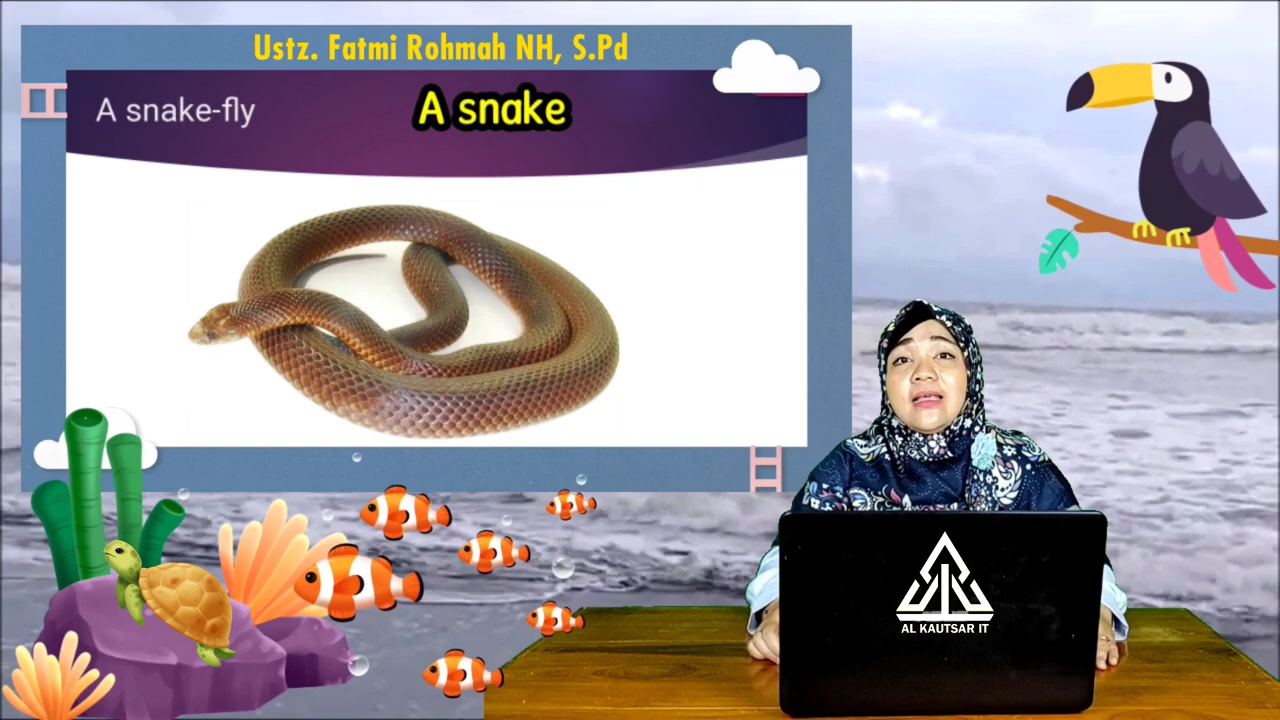 Ustz. Fatmi Rohmah NH, S.Pd
A snake-fly
A snake
AL KAUTSAR IT